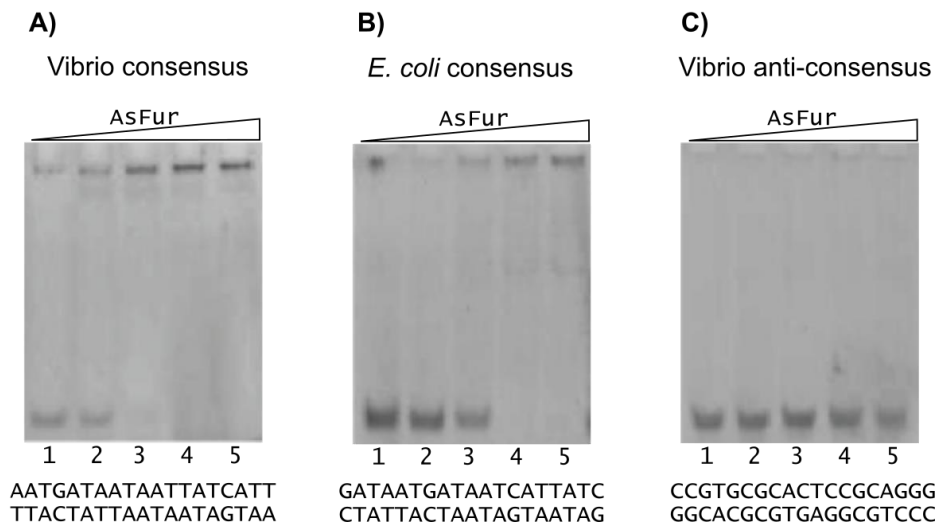 A)
Vibrio consensus
AsFur
1 2 3 4 5
AATGATAATAATTATCATT
TTACTATTAATAATAGTAA
B)
E. coli consensus
AsFur
1 2 3 4 5
GATAATGATAATCATTATC
CTATTACTAATAGTAATAG
C)
Vibrio anti-consensus
AsFur
1 2 3 4 5
CCGTGCGCACTCCGCAGGG
GGCACGCGTGAGGCGTCCC